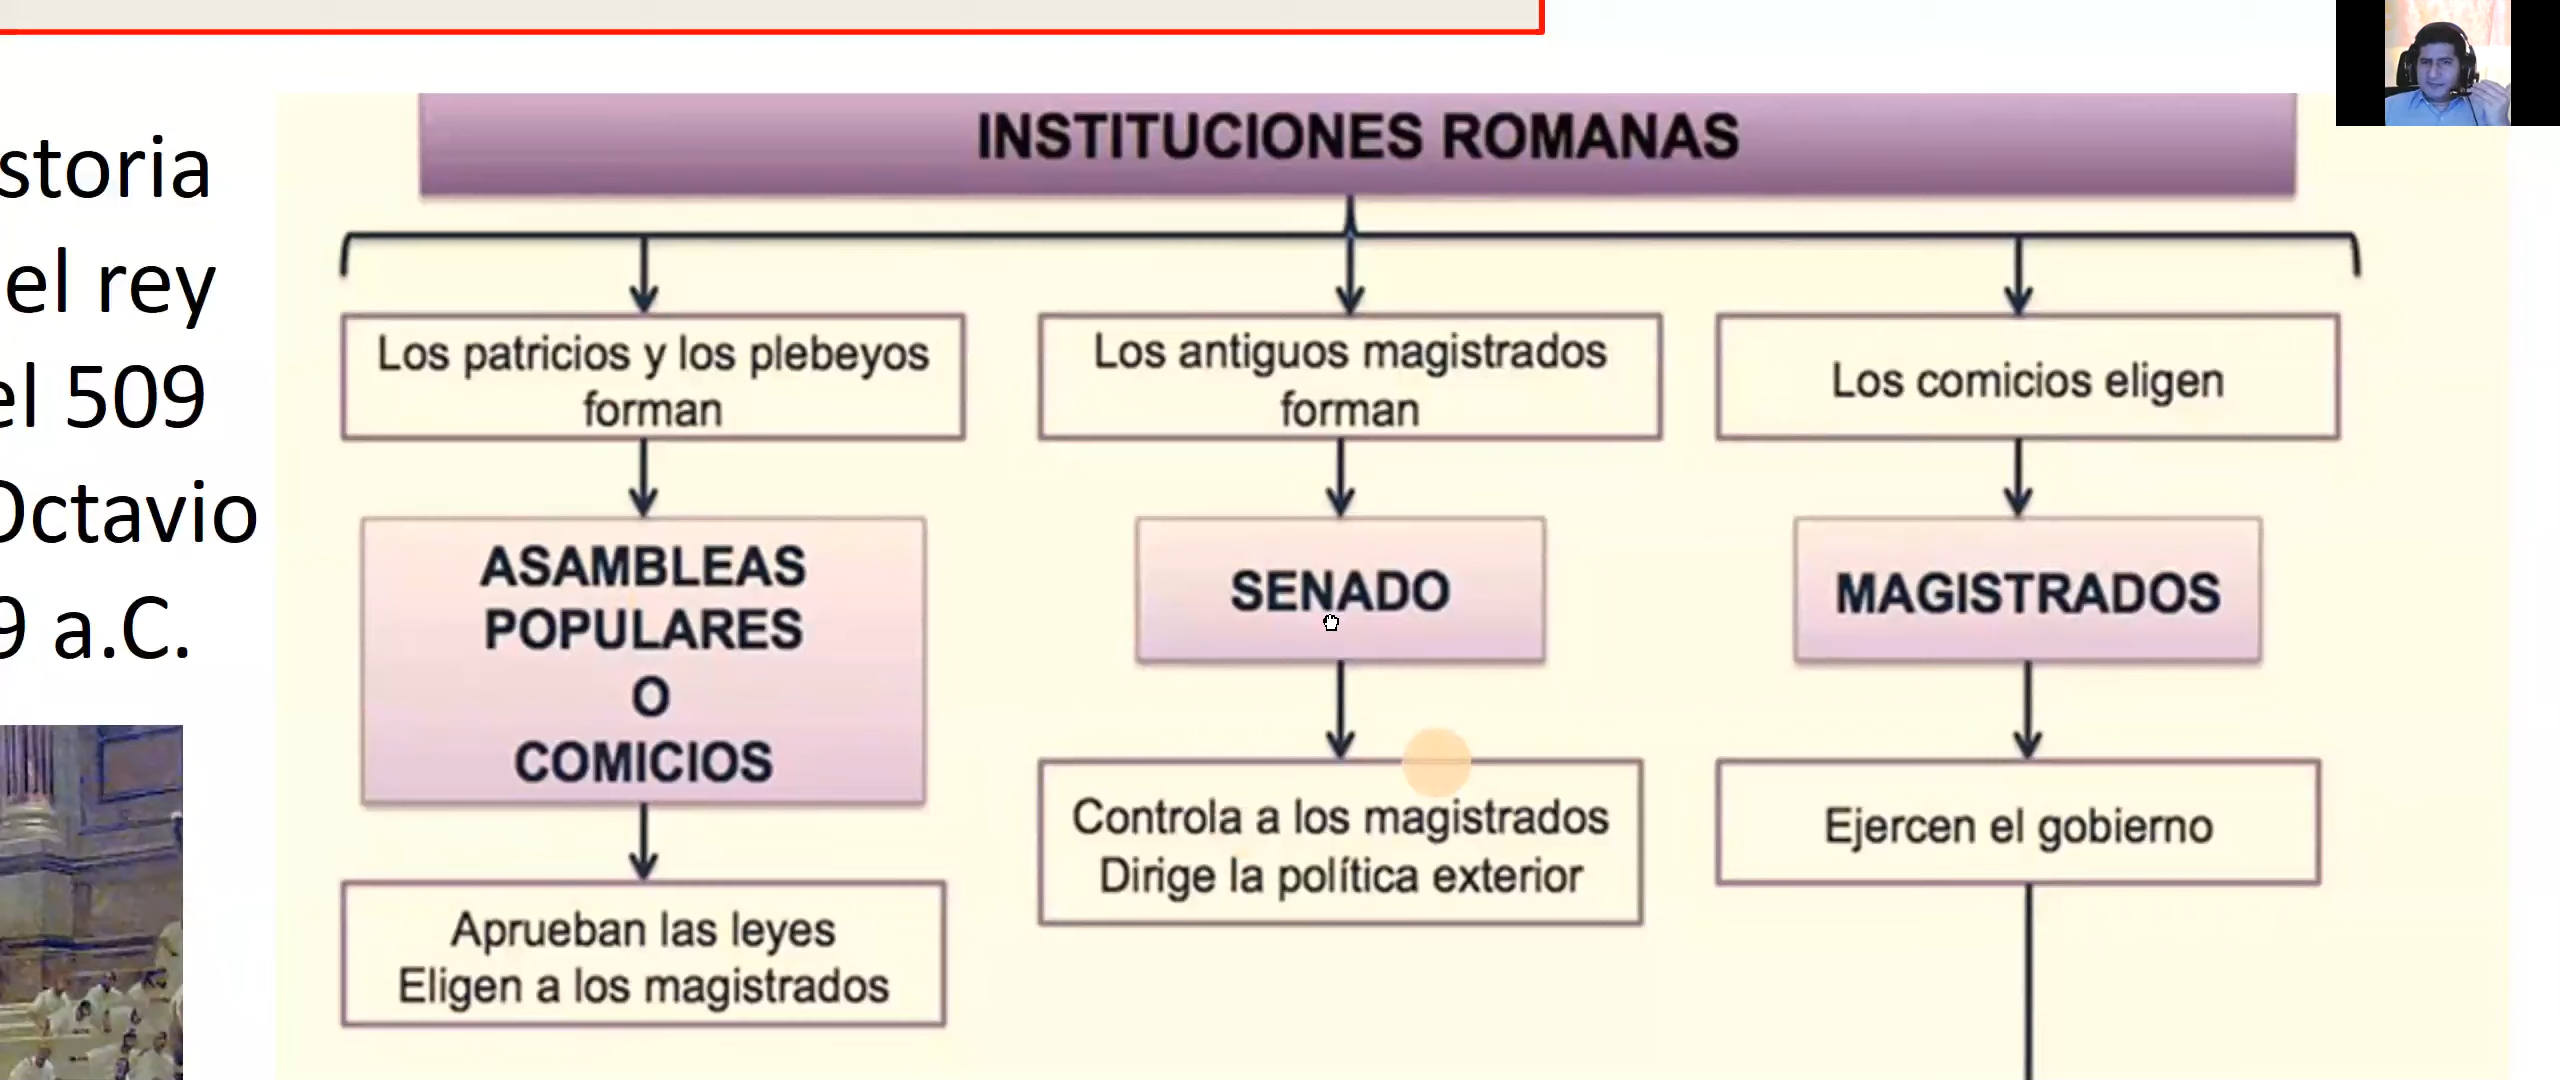 storia
el rey
el 509
Octavio
9 a.C.
INSTITUCIONES ROMANAS
Los patricios y los plebeyos
forman
ASAMBLEAS
POPULARES
O
COMICIOS
Aprueban las leyes
Eligen a los magistrados
Los antiguos magistrados
forman
SENADO
Controla a los magistrados
Dirige la política exterior
Los comicios eligen
MAGISTRADOS
Ejercen el gobierno